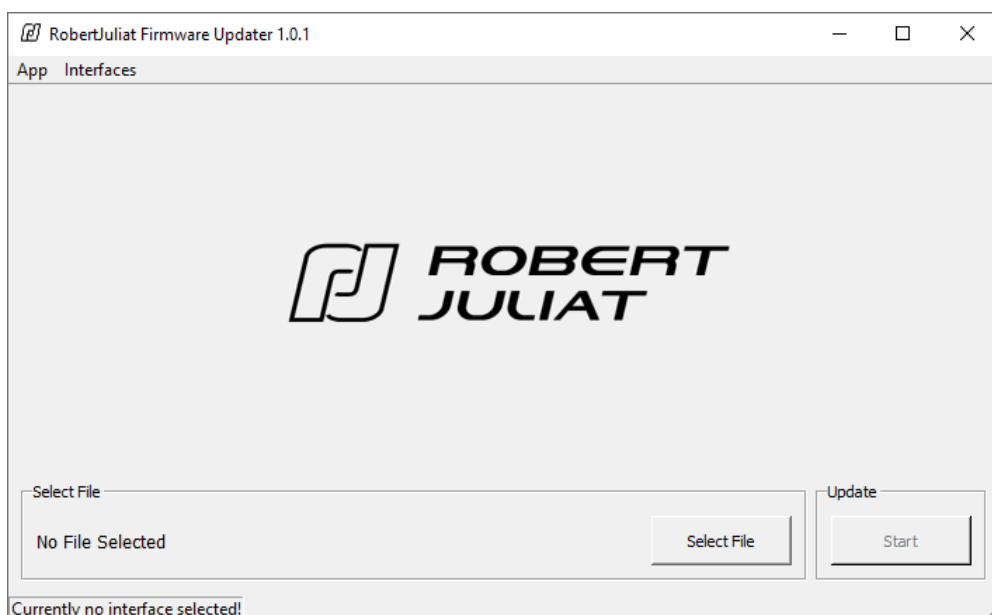 RobertJuliat Firmware Updater 1.0.1
App Interfaces
ROBERT
JULIAT
Select File
Update
No File Selected
Select File
Start
Currently no interface selected!